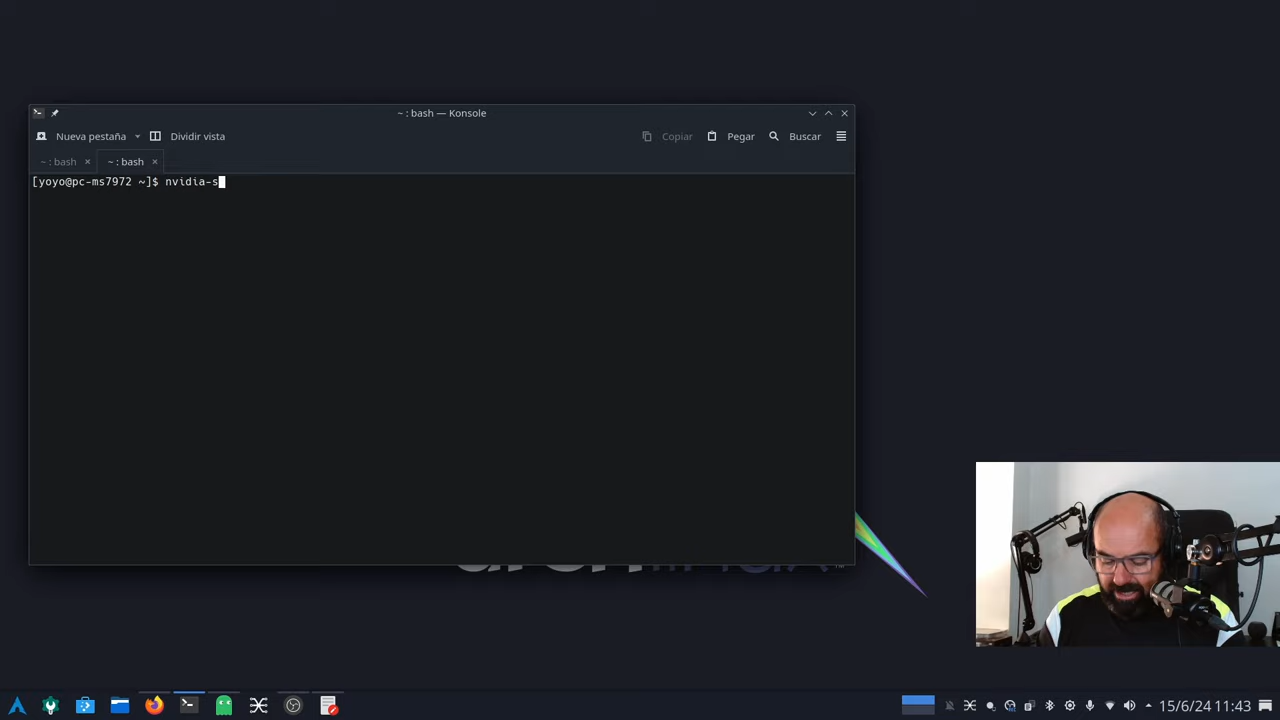 ~ : bash — Konsole
Nueva pestaña
Dividir vista
Copiar
Pegar
Buscar
~ : bash
~ : bash
[yoyo@pc-ms7972 ~]$ nvidia-s
15/6/24 11:43